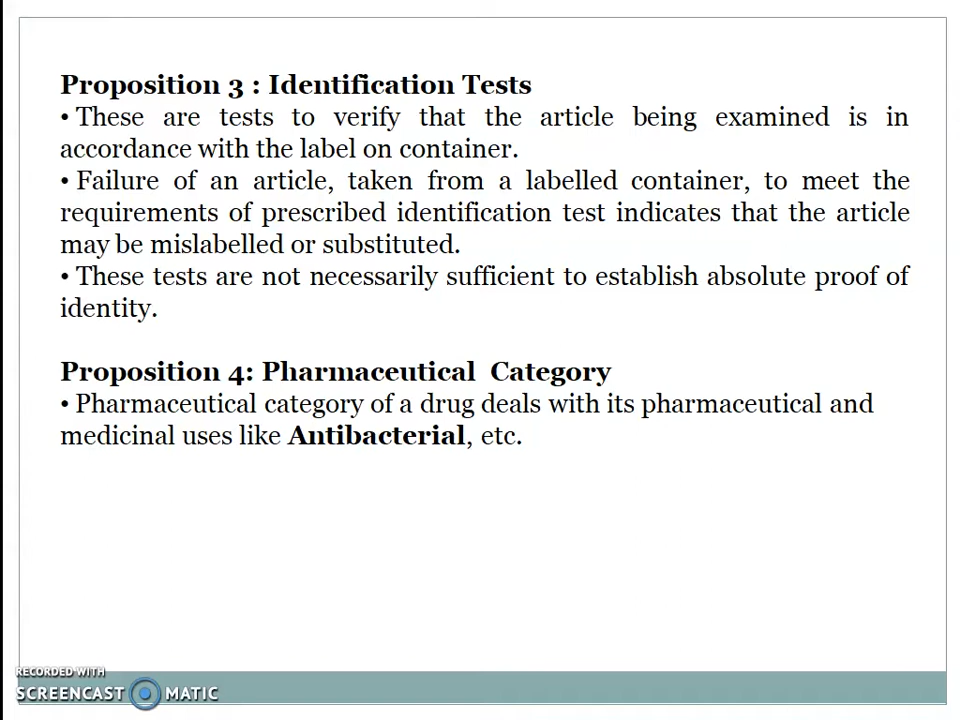 Proposition 3 : Identification Tests
• These are tests to verify that the article being examined is in
accordance with the label on container.
• Failure of an article, taken from a labelled container, to meet the
requirements of prescribed identification test indicates that the article
may be mislabelled or substituted.
• These tests are not necessarily sufficient to establish absolute proof of
identity.
Proposition 4: Pharmaceutical Category
• Pharmaceutical category of a drug deals with its pharmaceutical and
medicinal uses like Antibacterial, etc.
RECORDED WITH
SCREENCAST MATIC